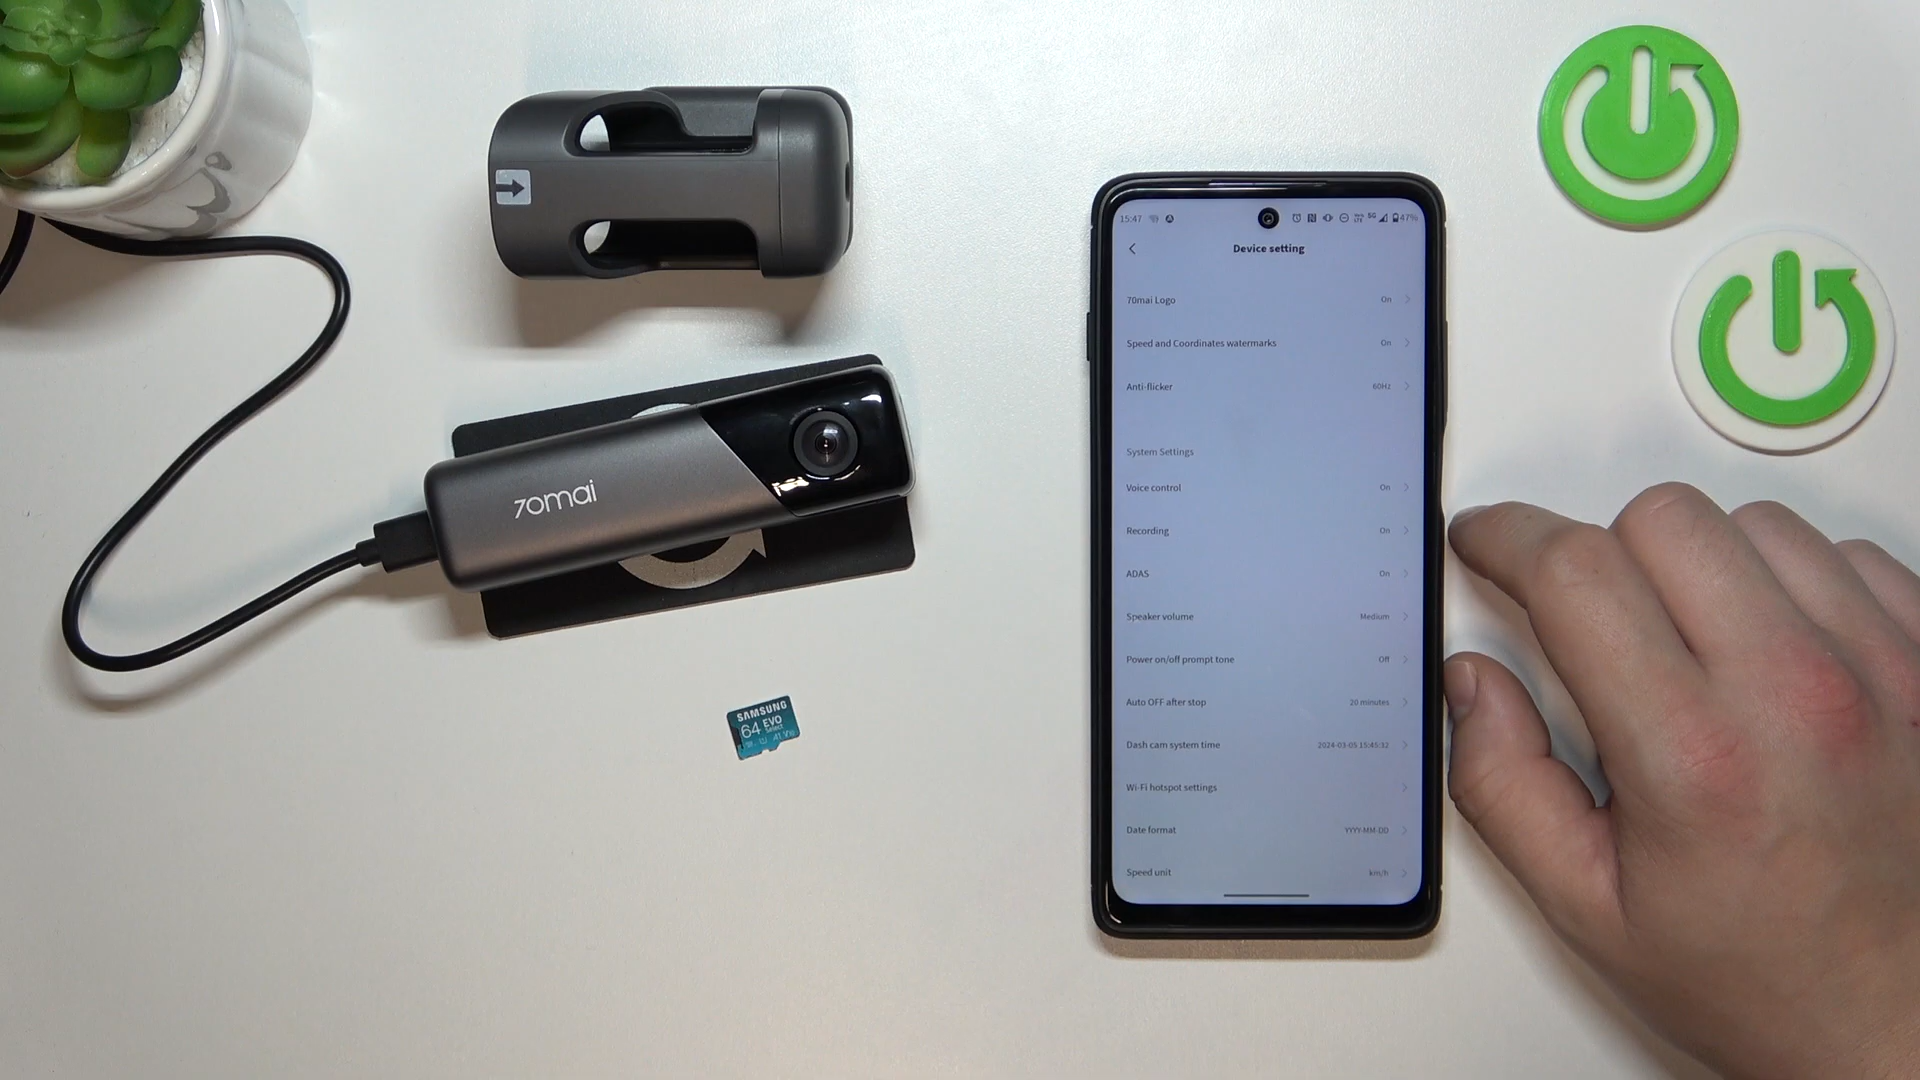 70mai
SAMSUNG
64 EVO
Select
15:47
5G
47%
Device setting
70mai Logo On
Speed and Coordinates watermarks On
Anti-flicker 60Hz
System Settings
Voice control On
Recording On
ADAS On
Speaker volume Medium
Power on/off prompt tone Off
Auto OFF after stop 20 minutes
Dash cam system time 2024-03-05 15:45:32
Wi-Fi hotspot settings
Date format YYYY-MM-DD
Speed unit km/h